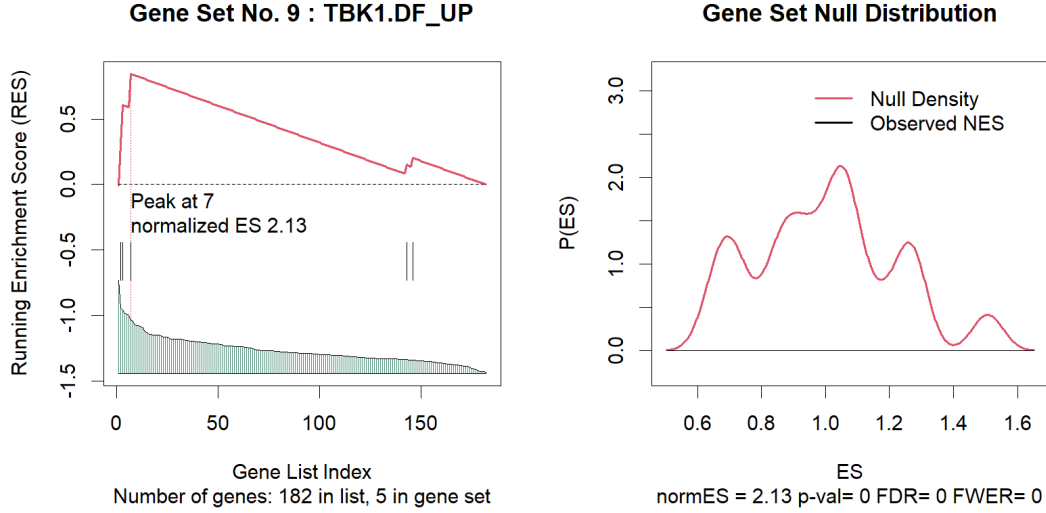 Gene Set No. 9 : TBK1.DF_UP
Running Enrichment Score (RES)
0.5
0.0
-0.5
-1.0
-1.5
Peak at 7
normalized ES 2.13
0
50
100
150
Gene List Index
Number of genes: 182 in list, 5 in gene set
Gene Set Null Distribution
P(ES)
3.0
2.0
1.0
0.0
Null Density
Observed NES
0.6
0.8
1.0
1.2
1.4
1.6
ES
normES = 2.13 p-val= 0 FDR= 0 FWER= 0